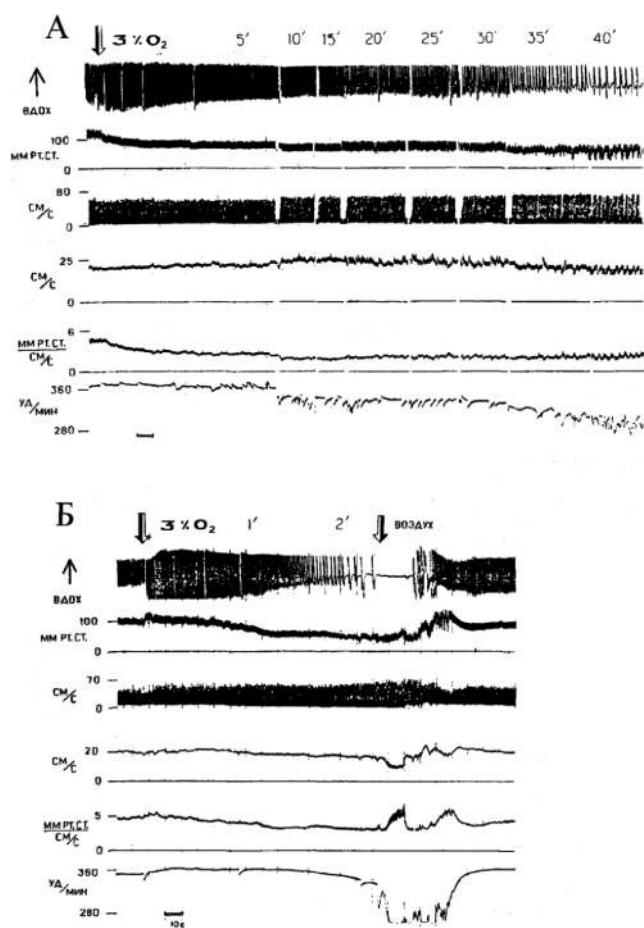 А
3 % O₂ 5′ 10′ 15′ 20′ 25′ 30′ 35′ 40′
ВДОХ
100
ММ РТ.СТ.
0
80
СМ/С
0
25
СМ/С
0
6
ММ РТ.СТ.
СМ/С
0
360
УД/МИН
280
Б
3 % O₂ 1′ 2′ ВОЗДУХ
ВДОХ
100
ММ РТ.СТ.
0
70
СМ/С
0
20
СМ/С
0
5
ММ РТ.СТ.
СМ/С
0
360
УД/МИН
280
10 с